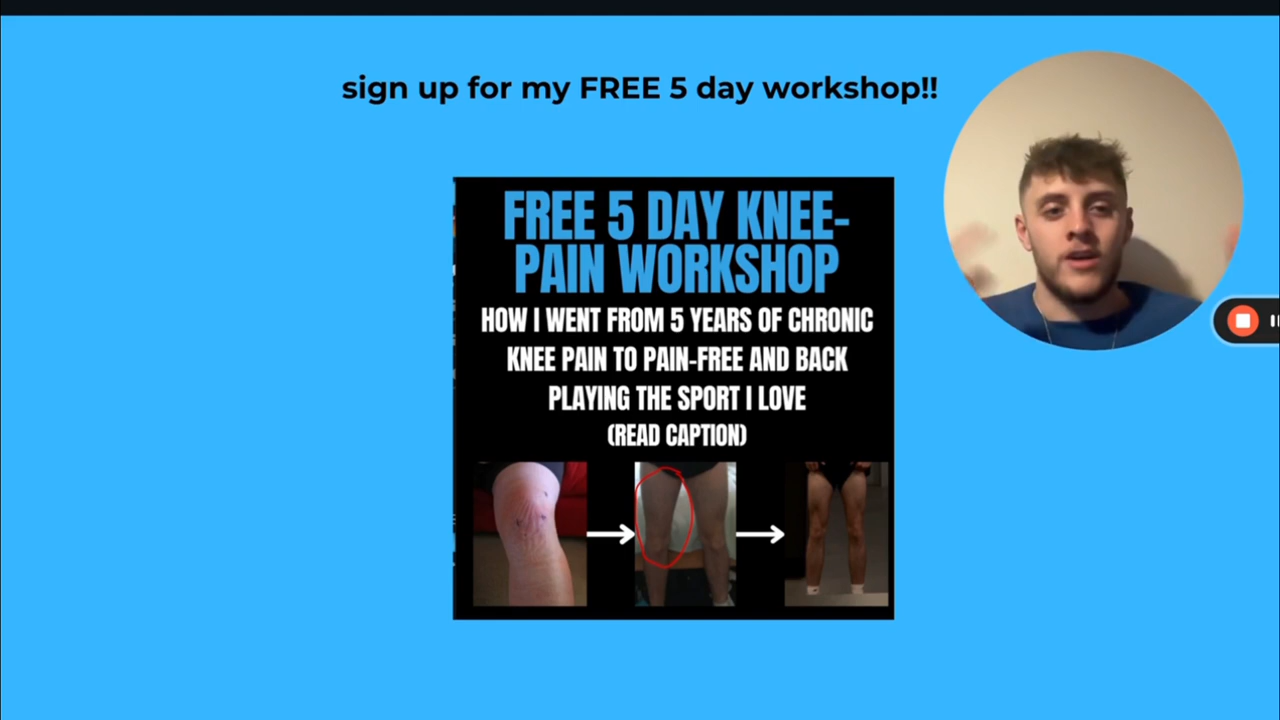 sign up for my FREE 5 day workshop!!
FREE 5 DAY KNEE-
PAIN WORKSHOP
HOW I WENT FROM 5 YEARS OF CHRONIC
KNEE PAIN TO PAIN-FREE AND BACK
PLAYING THE SPORT I LOVE
(READ CAPTION)